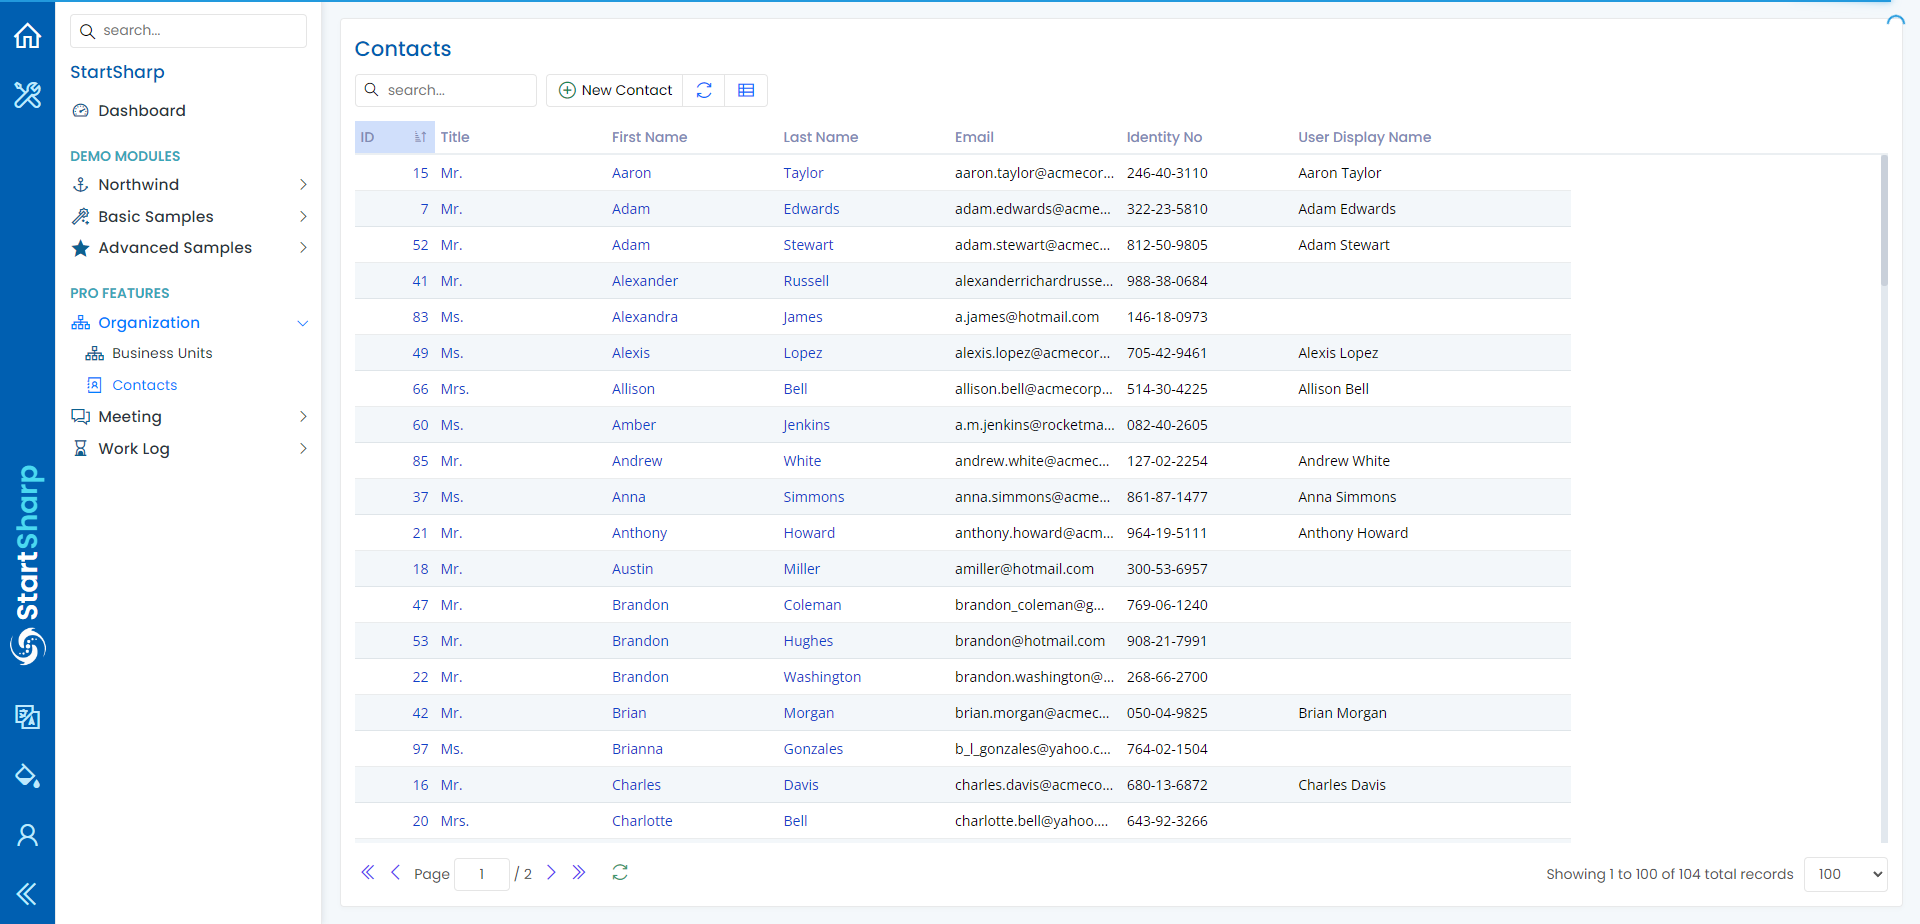 search...
StartSharp
Dashboard
DEMO MODULES
Northwind
Basic Samples
Advanced Samples
PRO FEATURES
Organization
Business Units
Contacts
Meeting
Work Log
StartSharp
Contacts
search...
New Contact
ID Title First Name Last Name Email Identity No User Display Name
15 Mr. Aaron Taylor aaron.taylor@acmecor... 246-40-3110 Aaron Taylor
7 Mr. Adam Edwards adam.edwards@acme... 322-23-5810 Adam Edwards
52 Mr. Adam Stewart adam.stewart@acmec... 812-50-9805 Adam Stewart
41 Mr. Alexander Russell alexanderrichardrusse... 988-38-0684
83 Ms. Alexandra James a.james@hotmail.com 146-18-0973
49 Ms. Alexis Lopez alexis.lopez@acmecor... 705-42-9461 Alexis Lopez
66 Mrs. Allison Bell allison.bell@acmecorp... 514-30-4225 Allison Bell
60 Ms. Amber Jenkins a.m.jenkins@rocketma... 082-40-2605
85 Mr. Andrew White andrew.white@acmec... 127-02-2254 Andrew White
37 Ms. Anna Simmons anna.simmons@acme... 861-87-1477 Anna Simmons
21 Mr. Anthony Howard anthony.howard@acm... 964-19-5111 Anthony Howard
18 Mr. Austin Miller amiller@hotmail.com 300-53-6957
47 Mr. Brandon Coleman brandon_coleman@g... 769-06-1240
53 Mr. Brandon Hughes brandon@hotmail.com 908-21-7991
22 Mr. Brandon Washington brandon.washington@... 268-66-2700
42 Mr. Brian Morgan brian.morgan@acmec... 050-04-9825 Brian Morgan
97 Ms. Brianna Gonzales b_l_gonzales@yahoo.c... 764-02-1504
16 Mr. Charles Davis charles.davis@acmeco... 680-13-6872 Charles Davis
20 Mrs. Charlotte Bell charlotte.bell@yahoo.... 643-92-3266
Page 1 / 2
Showing 1 to 100 of 104 total records 100